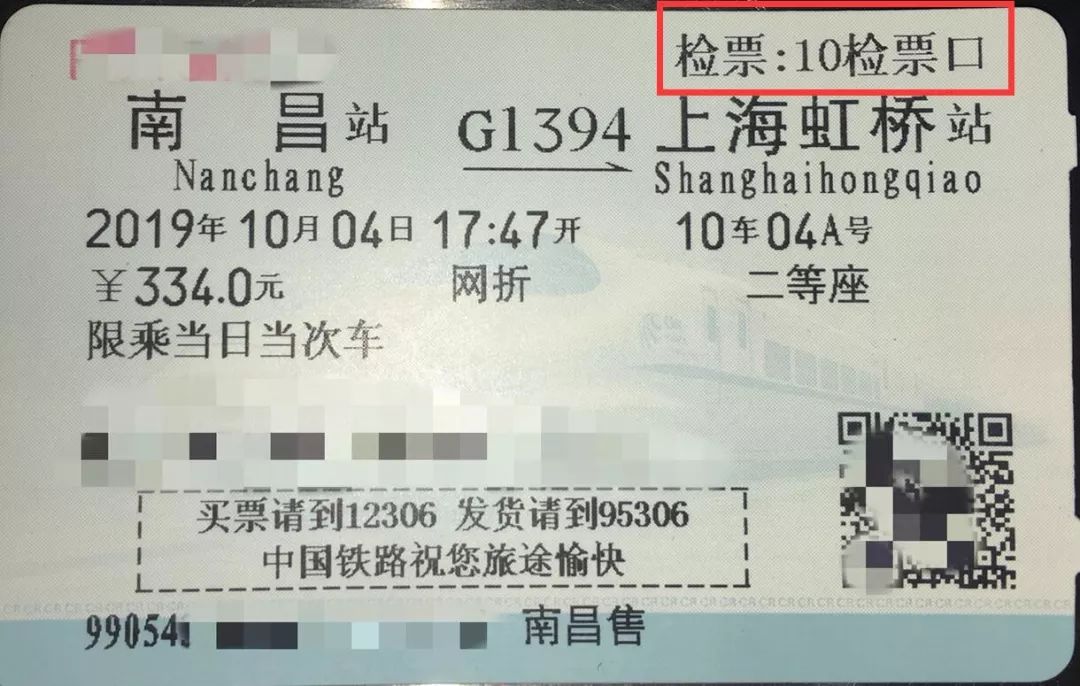 检票:10检票口
南昌站 G1394 上海虹桥站
Nanchang Shanghaihongqiao
2019年10月04日 17:47开 10车04A号
￥334.0元 网折 二等座
限乘当日当次车
买票请到12306 发货请到95306
中国铁路祝您旅途愉快
CRCRCRCRCRCRCRCRCRCRCRCRCRCRCRCRCRCRCRCRCRCR
99054 南昌售